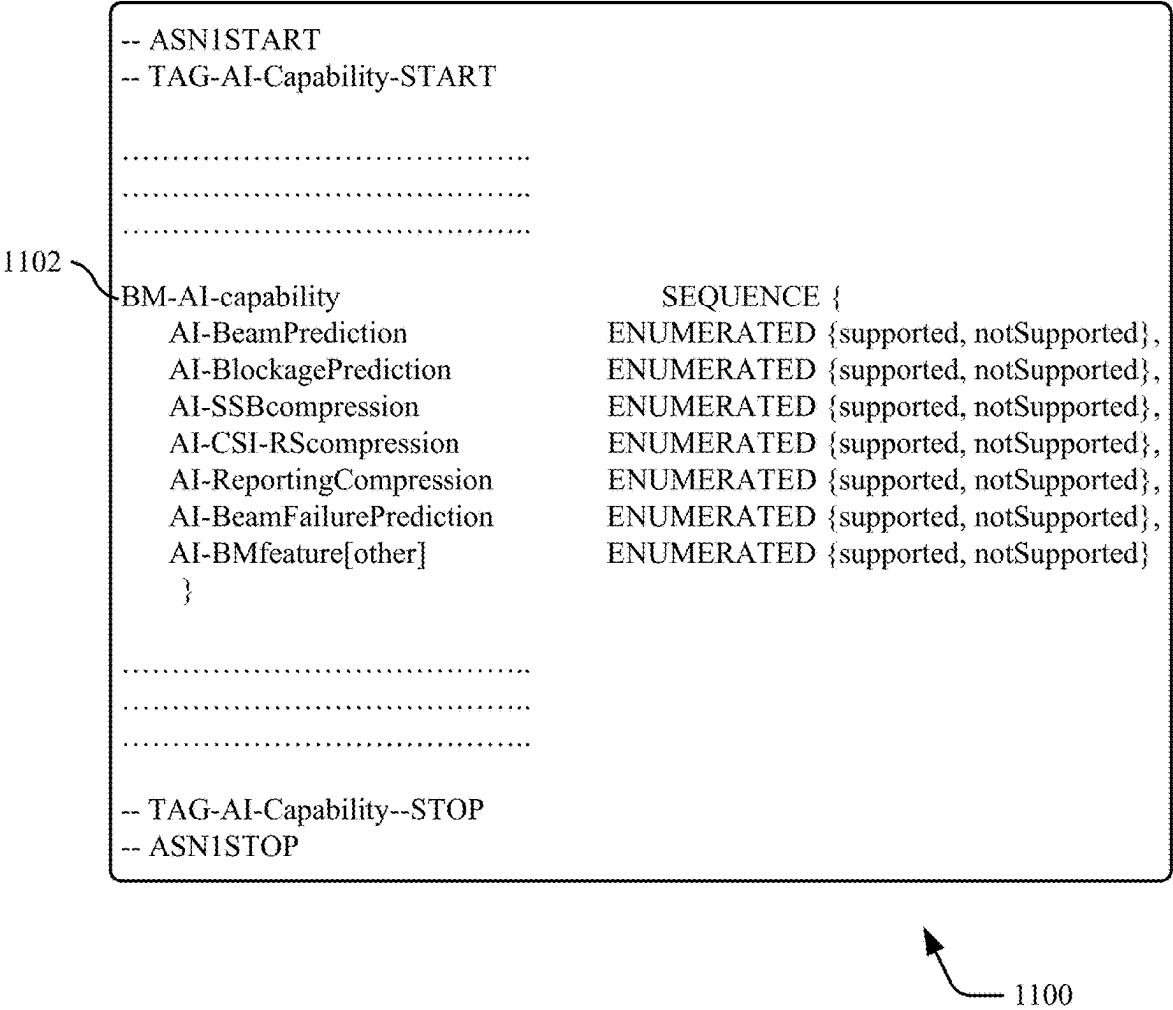 -- ASN1START
-- TAG-AI-Capability-START
........................................
........................................
........................................
1102
BM-AI-capability SEQUENCE {
AI-BeamPrediction ENUMERATED {supported, notSupported},
AI-BlockagePrediction ENUMERATED {supported, notSupported},
AI-SSBcompression ENUMERATED {supported, notSupported},
AI-CSI-RScompression ENUMERATED {supported, notSupported},
AI-ReportingCompression ENUMERATED {supported, notSupported},
AI-BeamFailurePrediction ENUMERATED {supported, notSupported},
AI-BMfeature[other] ENUMERATED {supported, notSupported}
}
........................................
........................................
........................................
-- TAG-AI-Capability--STOP
-- ASN1STOP
1100